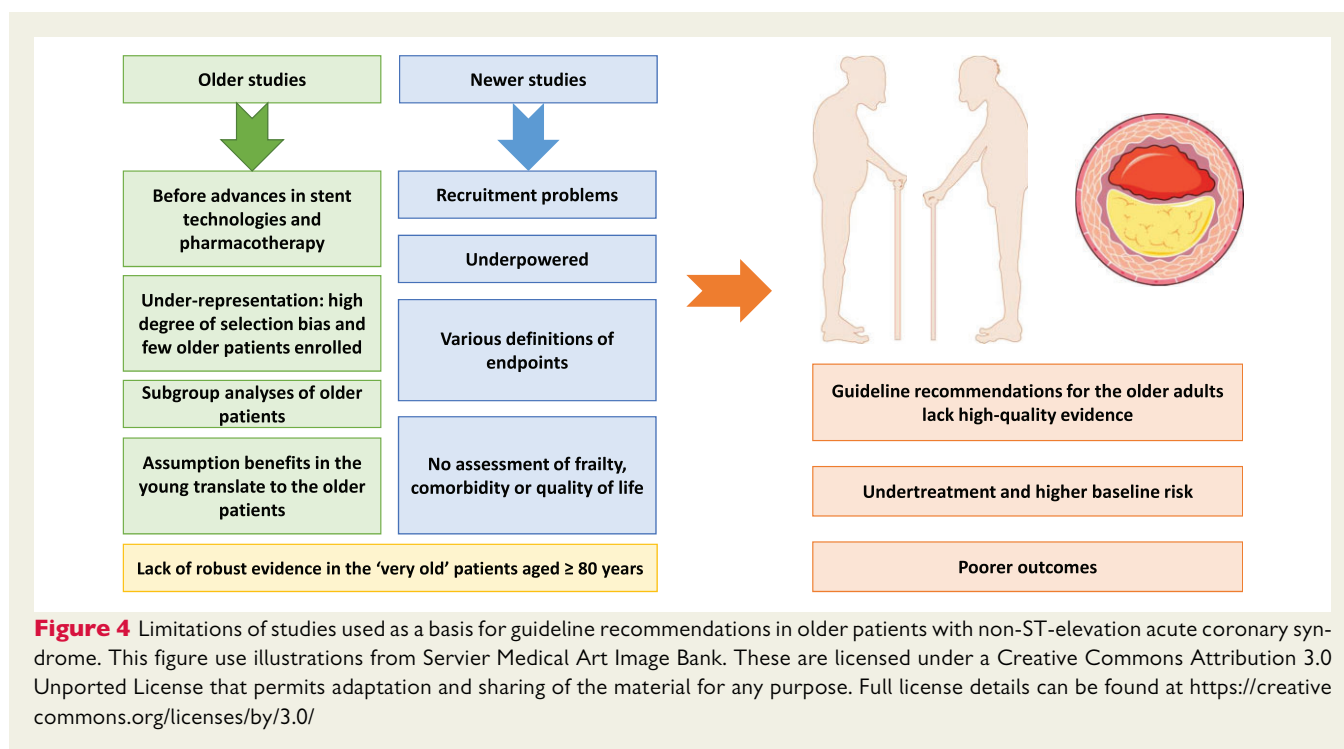 Older studies
Before advances in stent
technologies and
pharmacotherapy
Under-representation: high
degree of selection bias and
few older patients enrolled
Subgroup analyses of older
patients
Assumption benefits in the
young translate to the older
patients
Newer studies
Recruitment problems
Underpowered
Various definitions of
endpoints
No assessment of frailty,
comorbidity or quality of life
Lack of robust evidence in the ‘very old’ patients aged ≥ 80 years
Guideline recommendations for the older adults
lack high-quality evidence
Undertreatment and higher baseline risk
Poorer outcomes
Figure 4 Limitations of studies used as a basis for guideline recommendations in older patients with non-ST-elevation acute coronary syn-
drome. This figure use illustrations from Servier Medical Art Image Bank. These are licensed under a Creative Commons Attribution 3.0
Unported License that permits adaptation and sharing of the material for any purpose. Full license details can be found at https://creative
commons.org/licenses/by/3.0/